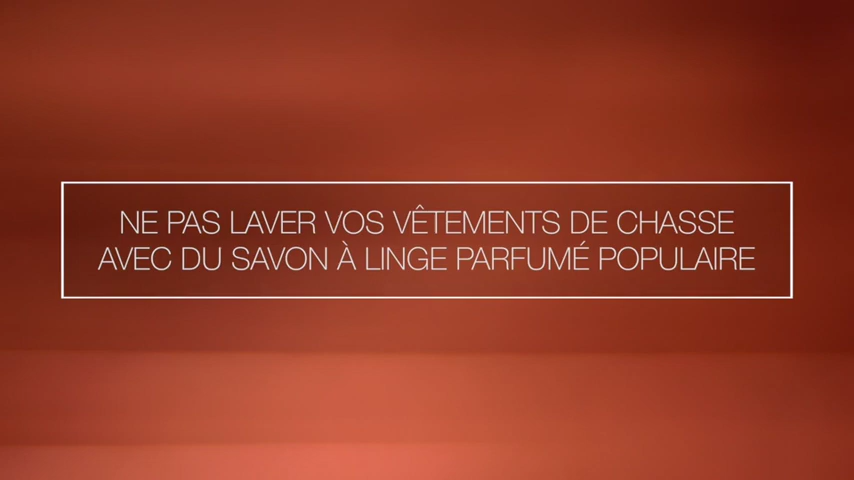 NE PAS LAVER VOS VÊTEMENTS DE CHASSE
AVEC DU SAVON À LINGE PARFUMÉ POPULAIRE